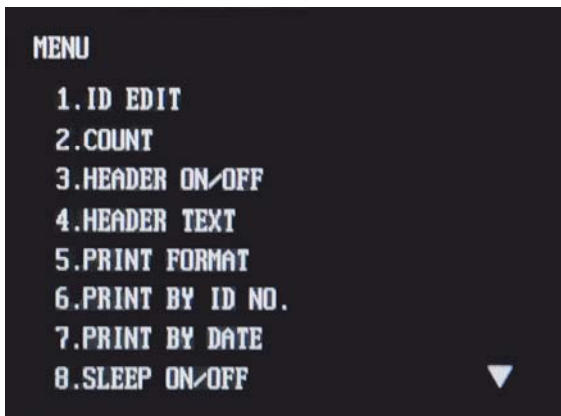 MENU
1.ID EDIT
2.COUNT
3.HEADER ON/OFF
4.HEADER TEXT
5.PRINT FORMAT
6.PRINT BY ID NO.
7.PRINT BY DATE
8.SLEEP ON/OFF